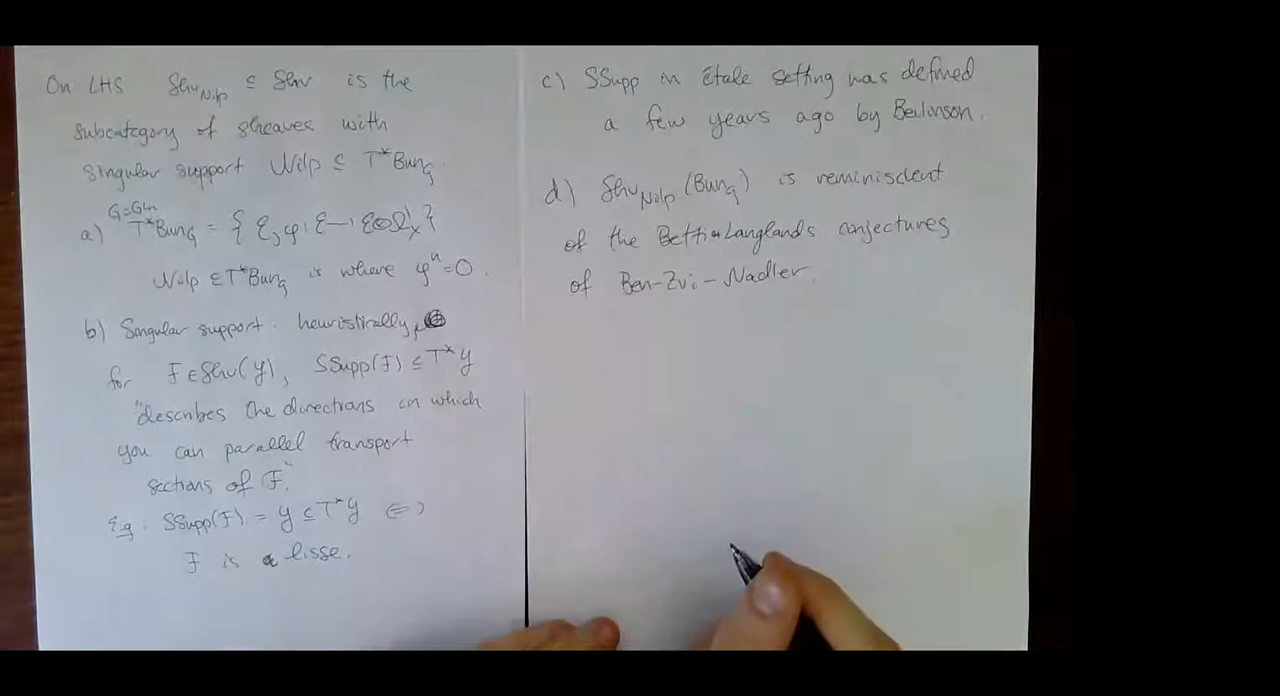 On LHS Shv_Nilp ⊆ Shv is the
subcategory of sheaves with
singular support Nilp ⊆ T*Bun_G.
G=GLn
a) T*Bun_G = { E, φ: E → E⊗Ω¹_X }
Nilp ⊆ T*Bun_G is where φⁿ=0.
b) Singular support. heuristically,
for F ∈ Shv(Y), SSupp(F) ⊆ T*Y
"describes the directions in which
you can parallel transport
sections of F."
E.g. SSupp(F) = Y ⊆ T*Y ⇔
F is lisse.
c) SSupp in étale setting was defined
a few years ago by Beilinson.
d) Shv_Nilp (Bun_G) is reminiscent
of the Betti Langlands conjectures
of Ben-Zvi-Nadler.